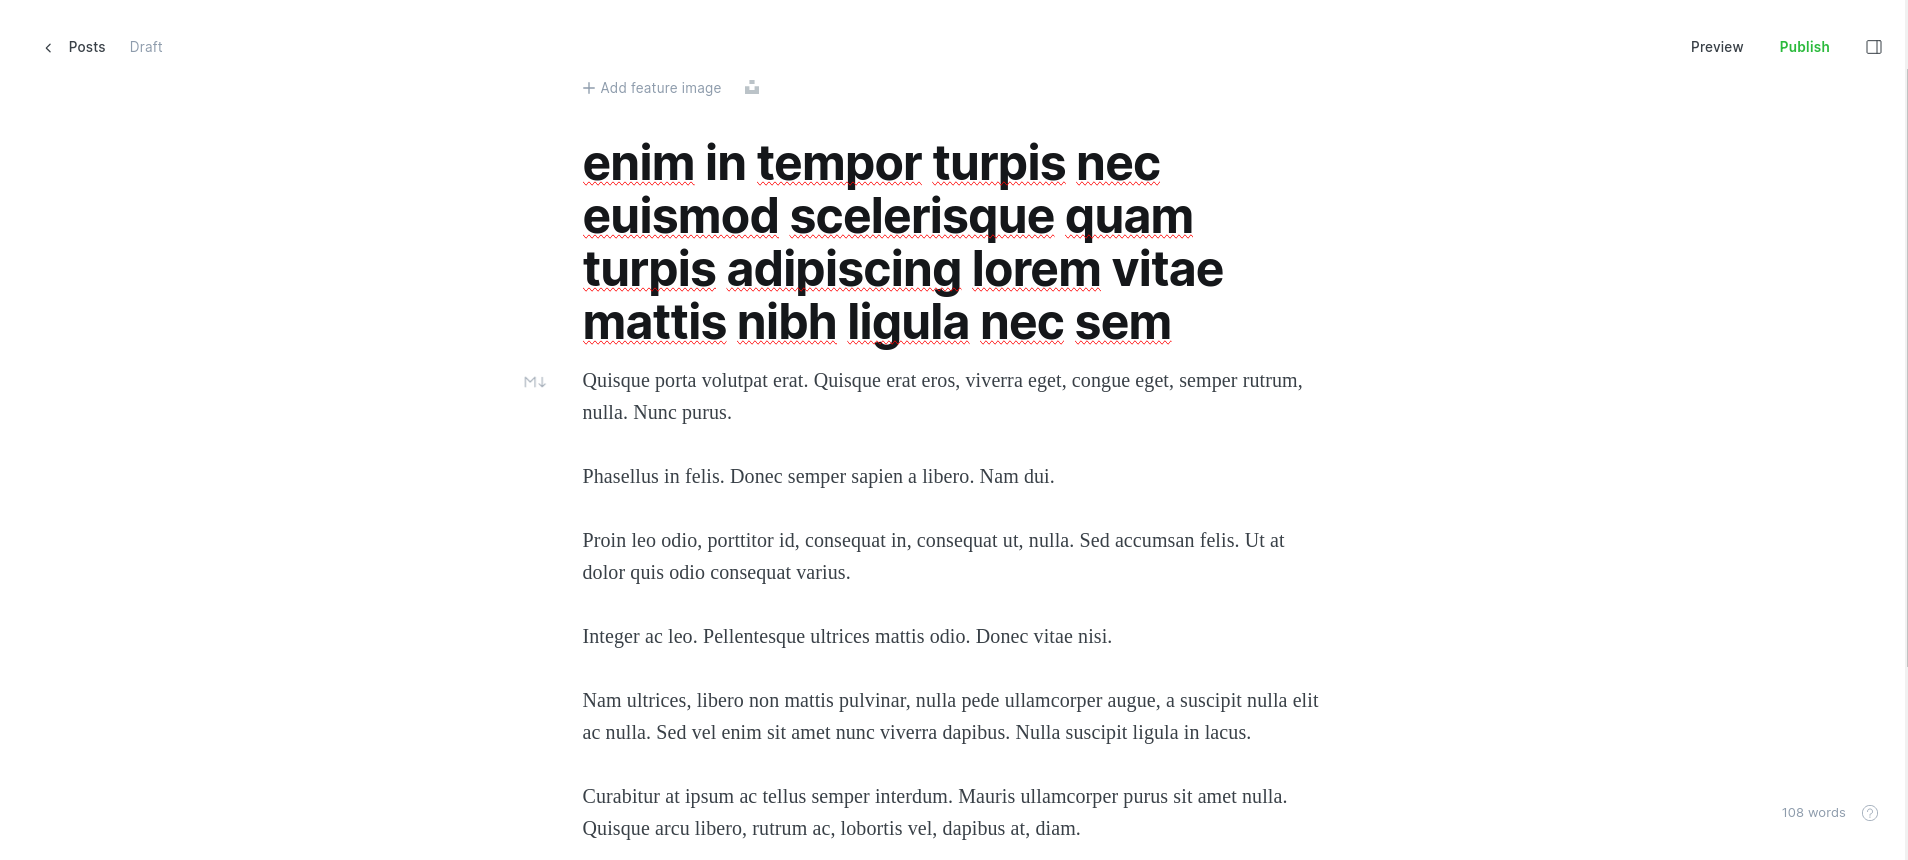 Posts Draft Preview Publish
Add feature image
enim in tempor turpis nec
euismod scelerisque quam
turpis adipiscing lorem vitae
mattis nibh ligula nec sem
M↓
Quisque porta volutpat erat. Quisque erat eros, viverra eget, congue eget, semper rutrum,
nulla. Nunc purus.
Phasellus in felis. Donec semper sapien a libero. Nam dui.
Proin leo odio, porttitor id, consequat in, consequat ut, nulla. Sed accumsan felis. Ut at
dolor quis odio consequat varius.
Integer ac leo. Pellentesque ultrices mattis odio. Donec vitae nisi.
Nam ultrices, libero non mattis pulvinar, nulla pede ullamcorper augue, a suscipit nulla elit
ac nulla. Sed vel enim sit amet nunc viverra dapibus. Nulla suscipit ligula in lacus.
Curabitur at ipsum ac tellus semper interdum. Mauris ullamcorper purus sit amet nulla.
Quisque arcu libero, rutrum ac, lobortis vel, dapibus at, diam.
108 words ?